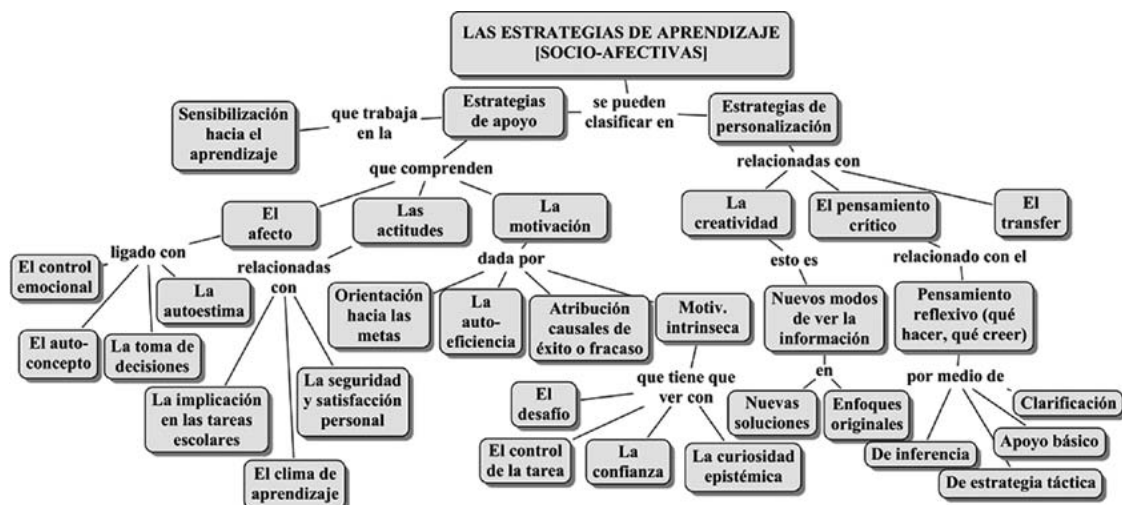 LAS ESTRATEGIAS DE APRENDIZAJE
[SOCIO-AFECTIVAS]
Sensibilización
hacia el
aprendizaje
que trabaja
en la
Estrategias
de apoyo
se pueden
clasificar en
Estrategias de
personalización
que comprenden
relacionadas con
El
afecto
Las
actitudes
La
motivación
La
creatividad
El pensamiento
crítico
El
transfer
ligado con
El control
emocional
La
autoestima
El auto-
concepto
La toma de
decisiones
relacionadas
con
La implicación
en las tareas
escolares
La seguridad
y satisfacción
personal
El clima de
aprendizaje
dada por
Orientación
hacia las
metas
La
auto-
eficiencia
Atribución
causales de
éxito o fracaso
Motiv.
intrinseca
que tiene que
ver con
El
desafío
El control
de la tarea
La
confianza
La curiosidad
epistémica
esto es
Nuevos modos
de ver la
información
en
Nuevas
soluciones
Enfoques
originales
relacionado con el
Pensamiento
reflexivo (qué
hacer, qué creer)
por medio de
Clarificación
Apoyo básico
De inferencia
De estrategia táctica